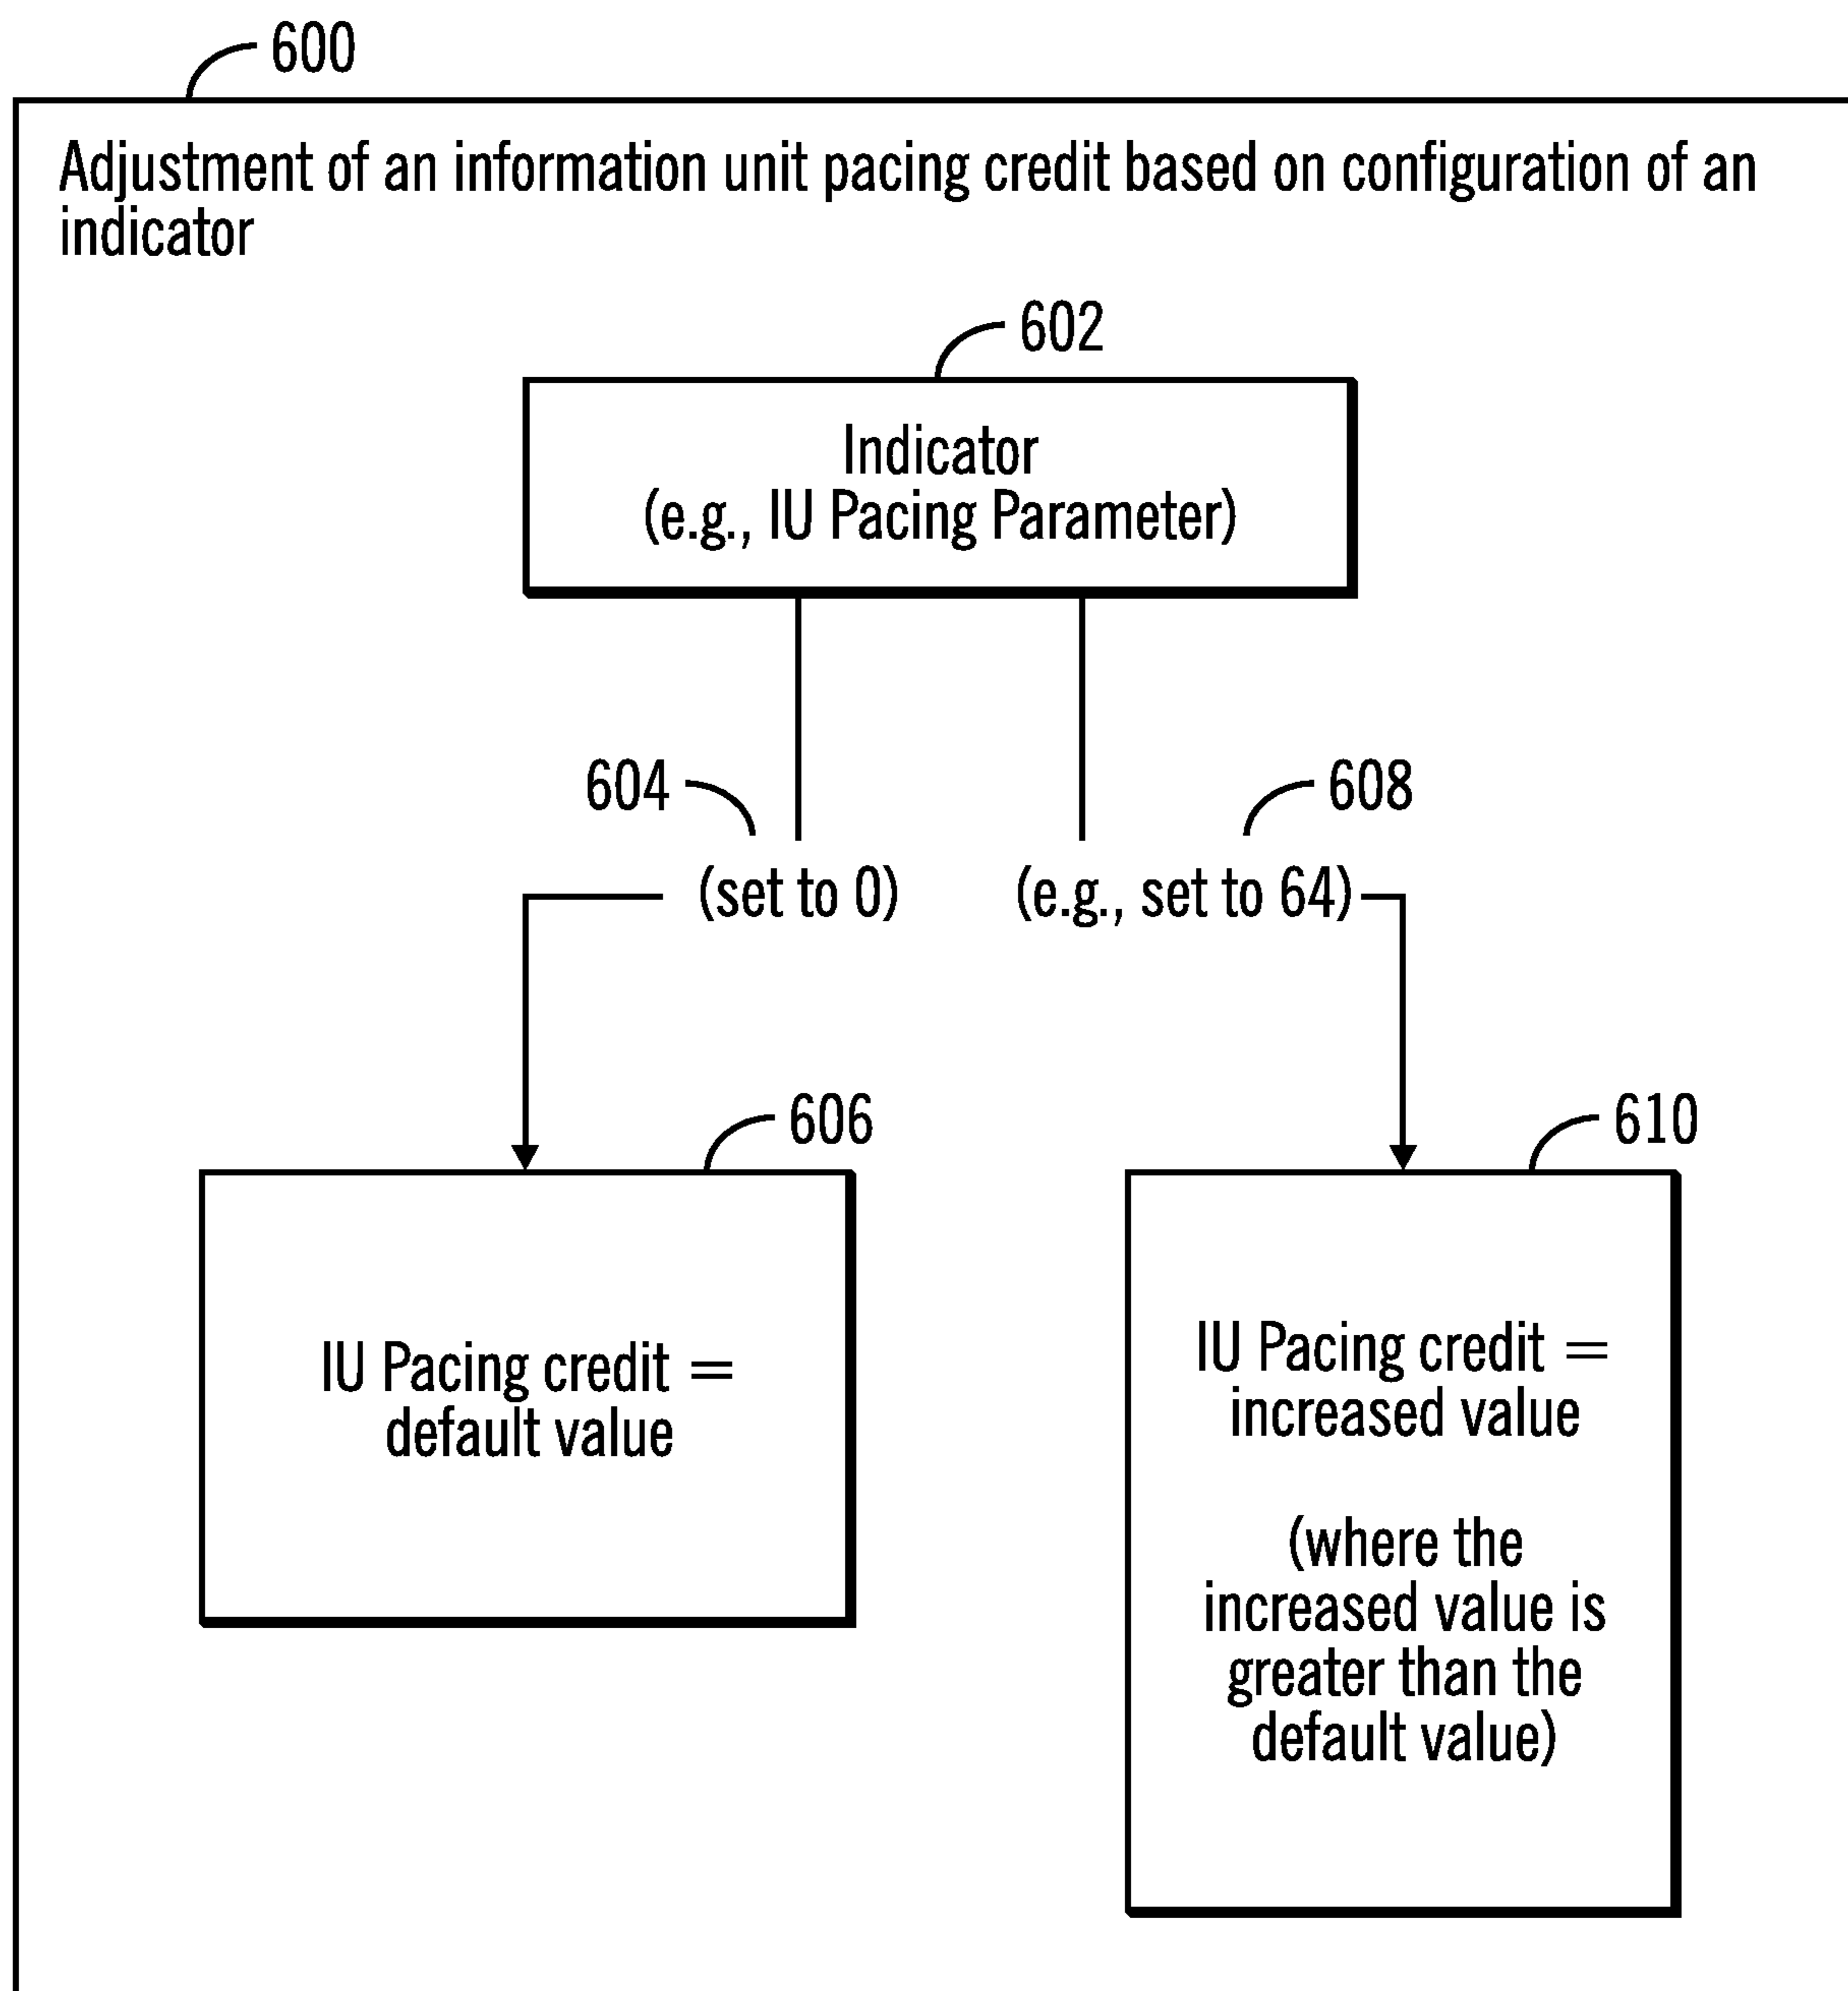 600
Adjustment of an information unit pacing credit based on configuration of an
indicator
602
Indicator
(e.g., IU Pacing Parameter)
604
608
(set to 0)
(e.g., set to 64)
606
610
IU Pacing credit =
default value
IU Pacing credit =
increased value
(where the
increased value is
greater than the
default value)